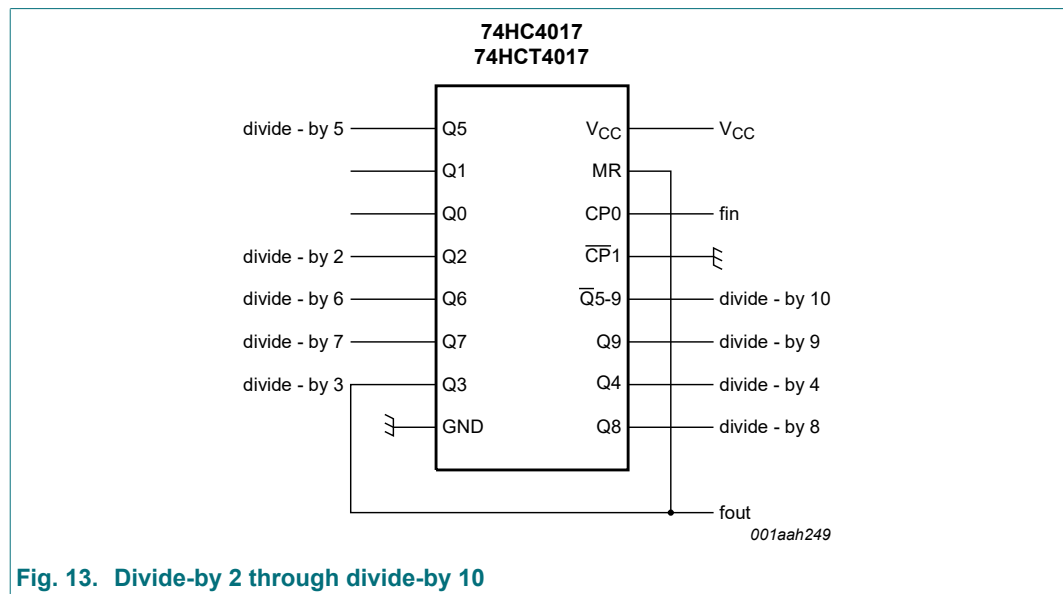 74HC4017
74HCT4017
divide - by 5 Q5 VCC VCC
Q1 MR
Q0 CP0 fin
divide - by 2 Q2 C̅P̅1
divide - by 6 Q6 Q̅5-9 divide - by 10
divide - by 7 Q7 Q9 divide - by 9
divide - by 3 Q3 Q4 divide - by 4
GND Q8 divide - by 8
fout
001aah249
Fig. 13. Divide-by 2 through divide-by 10